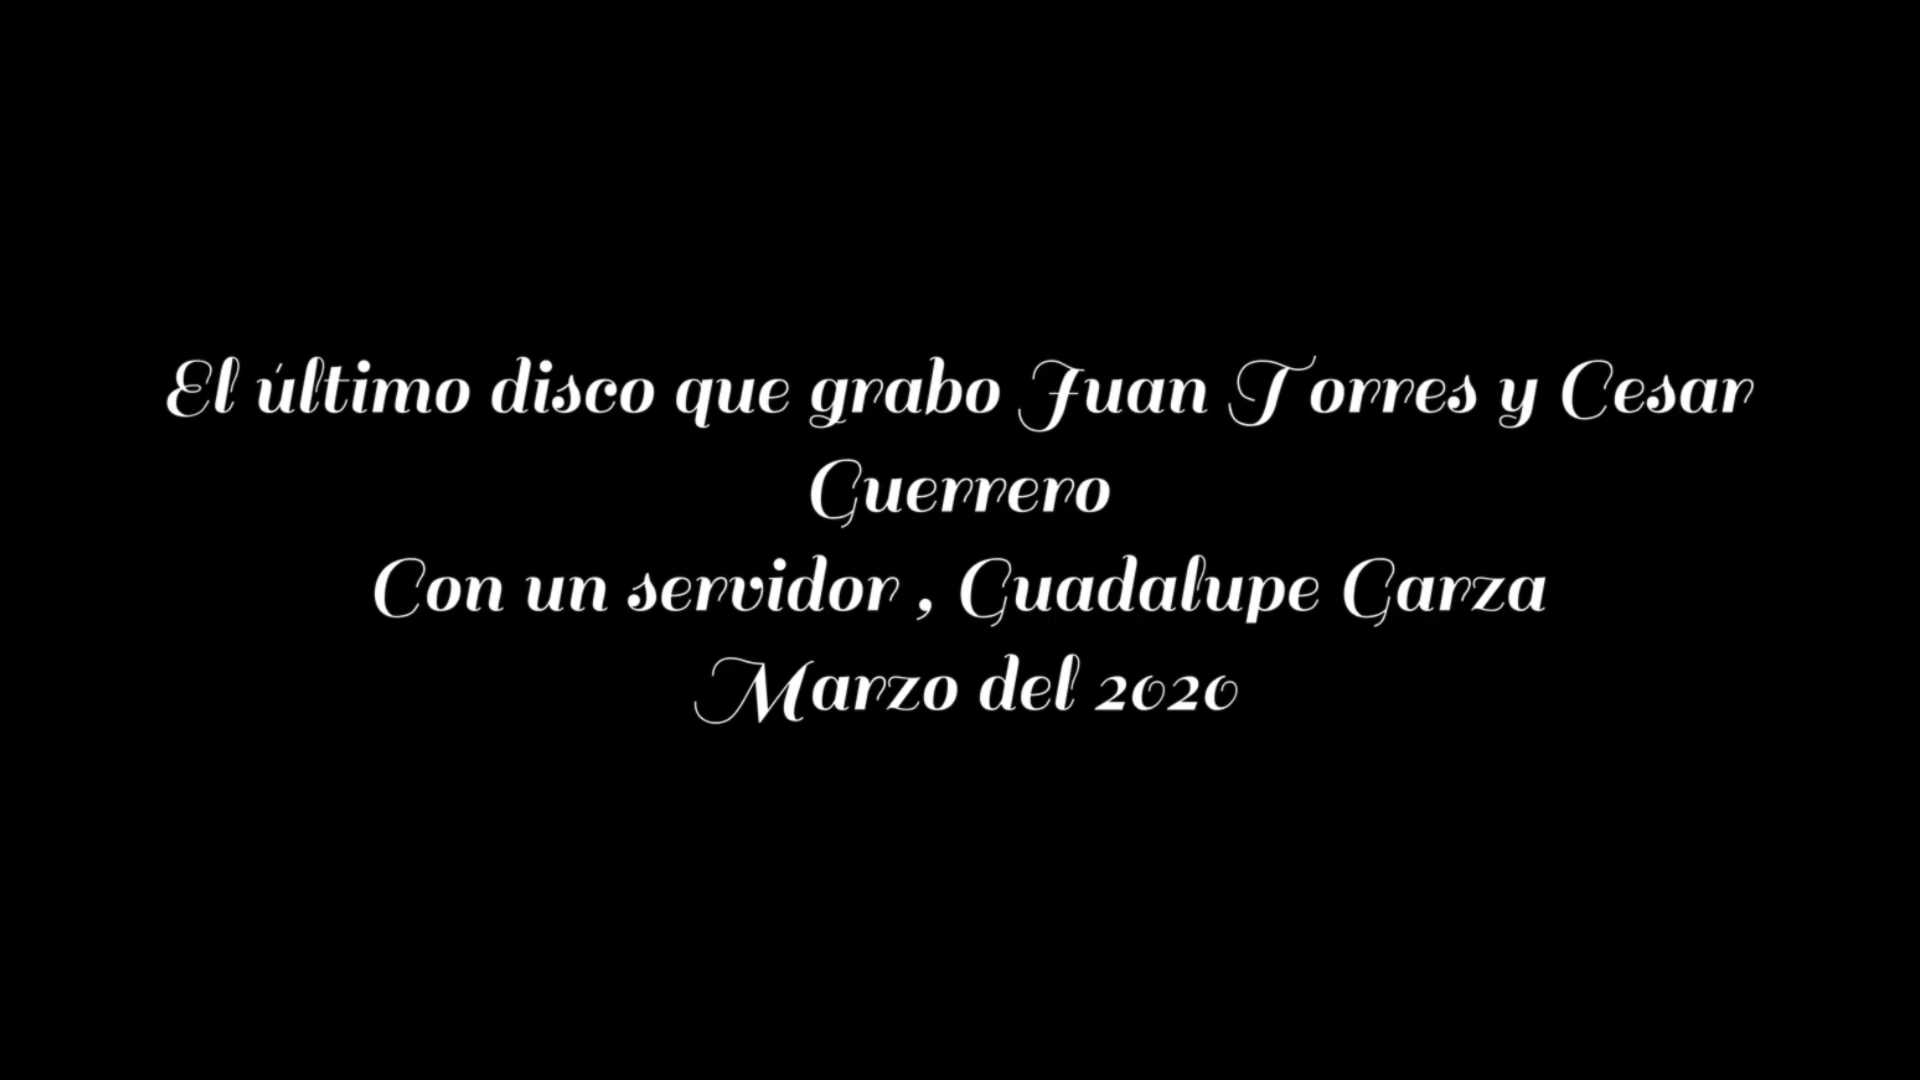 El último disco que grabo Juan Torres y Cesar
Guerrero
Con un servidor , Guadalupe Garza
Marzo del 2020